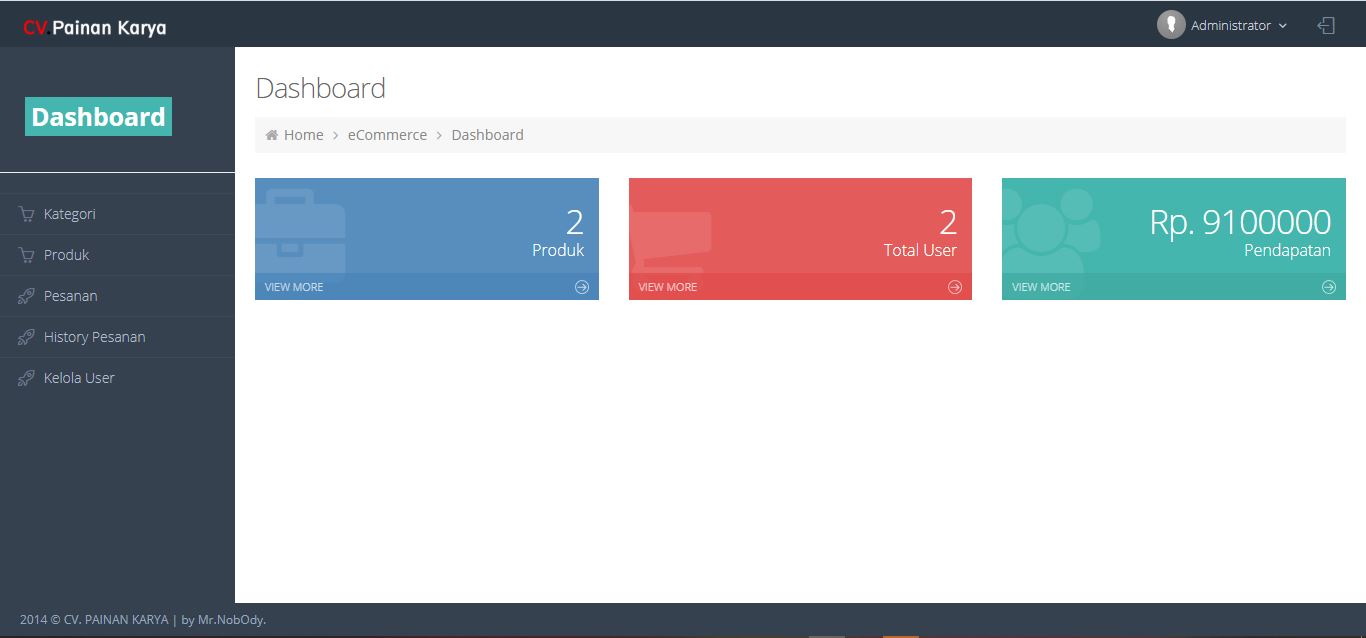 CV.Painan Karya
Administrator
Dashboard
Kategori
Produk
Pesanan
History Pesanan
Kelola User
Dashboard
Home > eCommerce > Dashboard
2
Produk
VIEW MORE
2
Total User
VIEW MORE
Rp. 9100000
Pendapatan
VIEW MORE
2014 © CV. PAINAN KARYA | by Mr.NobOdy.